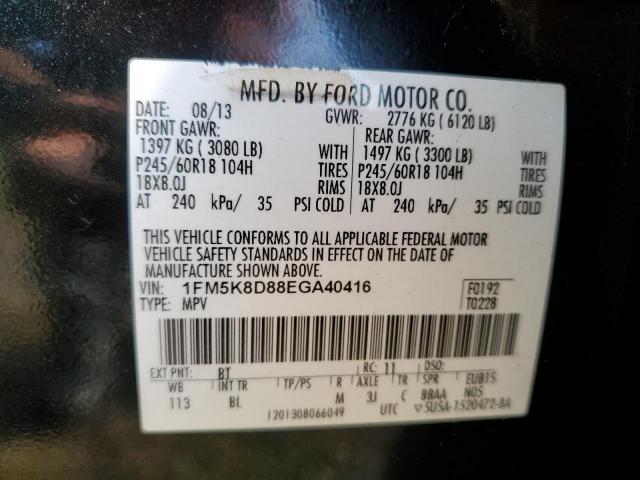 MFD. BY FORD MOTOR CO.
DATE: 08/13 GVWR: 2776 KG ( 6120 LB)
FRONT GAWR: REAR GAWR:
1397 KG ( 3080 LB) WITH 1497 KG ( 3300 LB) WITH
P245/60R18 104H TIRES P245/60R18 104H TIRES
18X8.0J RIMS 18X8.0J RIMS
AT 240 kPa/ 35 PSI COLD AT 240 kPa/ 35 PSI COLD
THIS VEHICLE CONFORMS TO ALL APPLICABLE FEDERAL MOTOR
VEHICLE SAFETY STANDARDS IN EFFECT ON THE DATE OF
MANUFACTURE SHOWN ABOVE.
VIN: 1FM5K8D88EGA40416 F0192
TYPE: MPV T0228
EXT PNT: BT RC: 11 DSO:
WB INT TR TP/PS R AXLE TR SPR EUB15
113 BL M 3J C BBAA N05
1201308066049 UTC ▽5U5A-1520472-BA